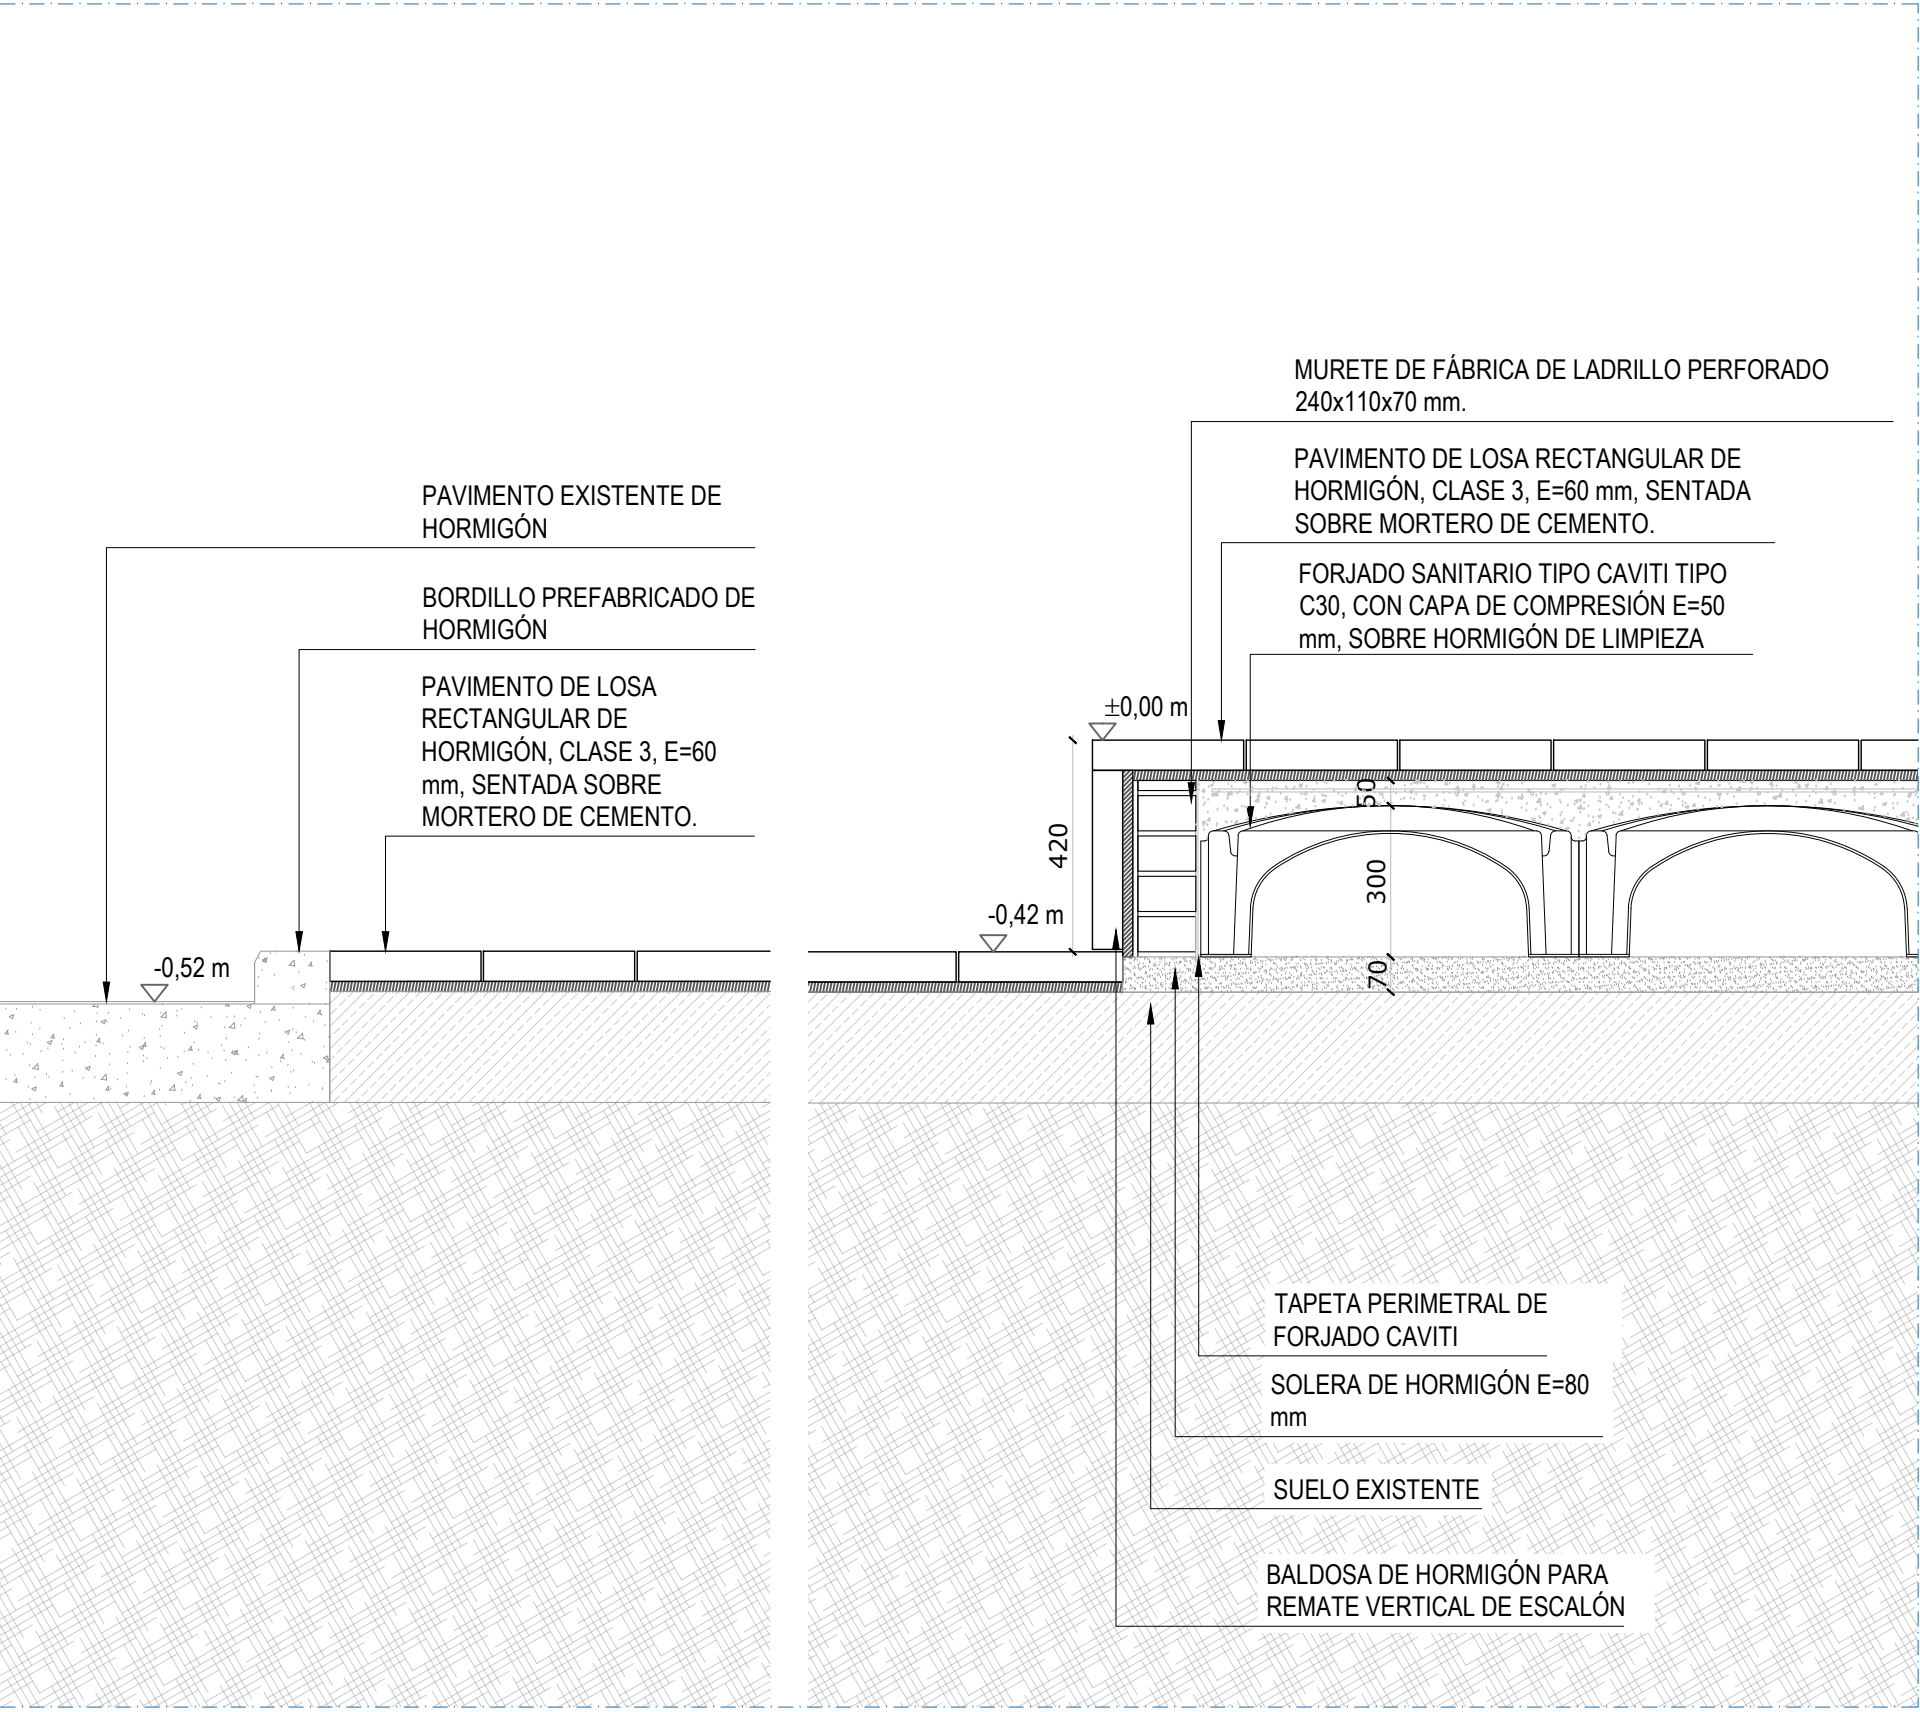 MURETE DE FÁBRICA DE LADRILLO PERFORADO
240x110x70 mm.
PAVIMENTO DE LOSA RECTANGULAR DE
HORMIGÓN, CLASE 3, E=60 mm, SENTADA
SOBRE MORTERO DE CEMENTO.
FORJADO SANITARIO TIPO CAVITI TIPO
C30, CON CAPA DE COMPRESIÓN E=50
mm, SOBRE HORMIGÓN DE LIMPIEZA
PAVIMENTO EXISTENTE DE
HORMIGÓN
BORDILLO PREFABRICADO DE
HORMIGÓN
PAVIMENTO DE LOSA
RECTANGULAR DE
HORMIGÓN, CLASE 3, E=60
mm, SENTADA SOBRE
MORTERO DE CEMENTO.
±0,00 m
50
420
300
-0,42 m
-0,52 m
70
TAPETA PERIMETRAL DE
FORJADO CAVITI
SOLERA DE HORMIGÓN E=80
mm
SUELO EXISTENTE
BALDOSA DE HORMIGÓN PARA
REMATE VERTICAL DE ESCALÓN